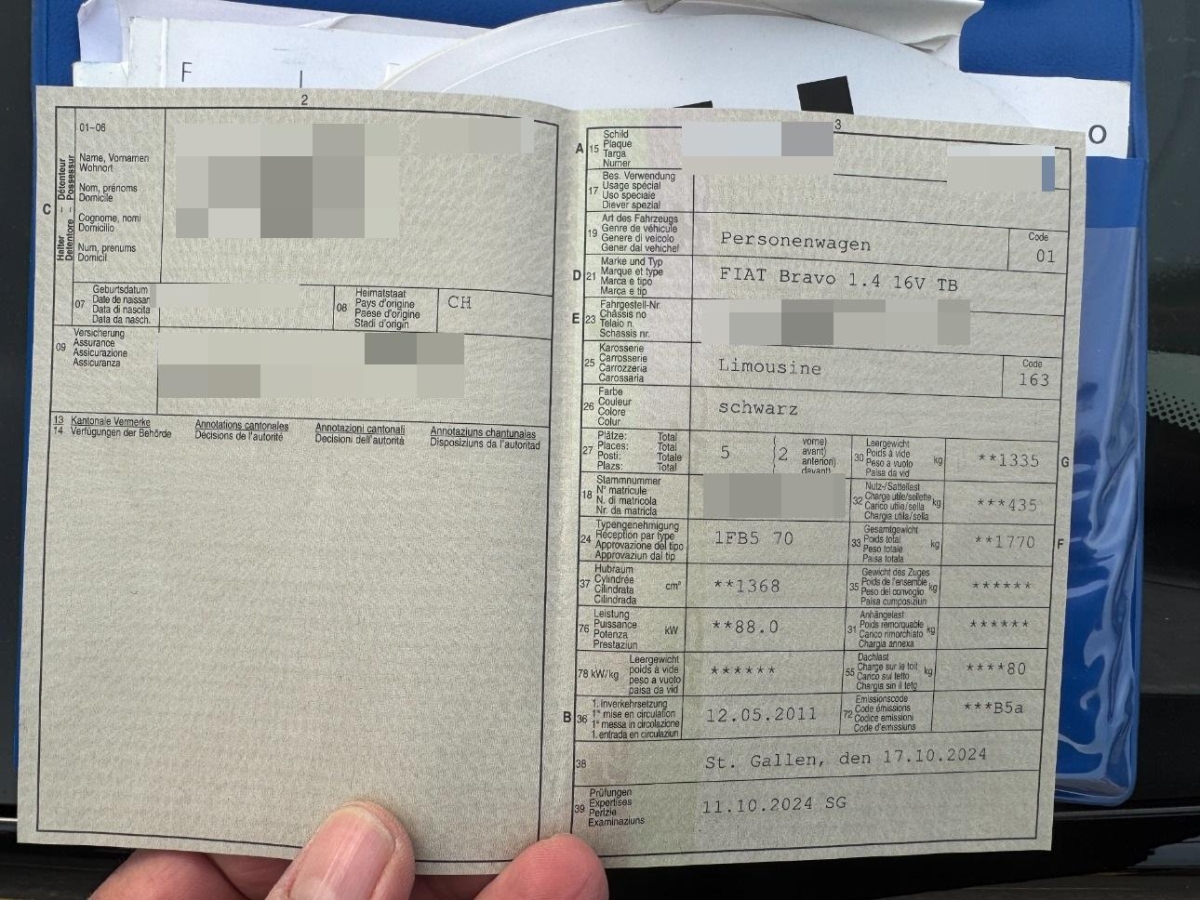 F I
O
2
01–06
Name, Vornamen
Wohnort
Nom, prénoms
Domicile
Cognome, nomi
Domicilio
Num, prenums
Domicil
C
Halter – Détenteur
Detentore – Possessur
07
Geburtsdatum
Date de naissan
Data di nascita
Data da nasch.
08
Heimatstaat
Pays d'origine
Paese d'origine
Stadi d'origin
CH
09
Versicherung
Assurance
Assicurazione
Assicuranza
13 Kantonale Vermerke
14 Verfügungen der Behörde
Annotations cantonales
Décisions de l'autorité
Annotazioni cantonali
Decisioni dell'autorità
Annotaziuns chantunalas
Disposiziuns da l'autoritad
3
A 15
Schild
Plaque
Targa
Numer
17
Bes. Verwendung
Usage spécial
Uso speciale
Diever spezial
19
Art des Fahrzeugs
Genre de véhicule
Genere di veicolo
Gener dal vehichel
Personenwagen
Code
01
D 21
Marke und Typ
Marque et type
Marca e tipo
Marca e tip
FIAT Bravo 1.4 16V TB
E 23
Fahrgestell-Nr.
Châssis no
Telaio n.
Schassis nr.
25
Karosserie
Carrosserie
Carrozzeria
Carossaria
Limousine
Code
163
26
Farbe
Couleur
Colore
Colur
schwarz
27
Plätze: Total
Places: Total
Posti: Totale
Plazs: Total
5
2
vorne)
avant)
anteriori)
davant)
30
Leergewicht
Poids à vide
Peso a vuoto
Paisa da vid
kg
**1335
G
18
Stammnummer
N° matricule
N. di matricola
Nr. da matricla
32
Nutz-/Sattellast
Charge utile/sellette
Carico utile/sella
Chargia utila/sella
kg
***435
24
Typengenehmigung
Réception par type
Approvazione del tipo
Approvaziun dal tip
1FB5 70
33
Gesamtgewicht
Poids total
Peso totale
Paisa totala
kg
**1770
F
37
Hubraum
Cylindrée
Cilindrata
Cilindrada
cm³
**1368
35
Gewicht des Zuges
Poids de l'ensemble
Peso del convoglio
Paisa cumposiziun
kg
******
76
Leistung
Puissance
Potenza
Prestaziun
kW
**88.0
31
Anhängelast
Poids remorquable
Carico rimorchiato
Chargia annexa
kg
******
78 kW/kg
Leergewicht
poids à vide
peso a vuoto
paisa da vid
******
55
Dachlast
Charge sur le toit
Carico sul tetto
Chargia sin il tetg
kg
****80
B 36
1. Inverkehrsetzung
1re mise en circulation
1a messa in circolazione
1. entrada en circulaziun
12.05.2011
72
Emissionscode
Code émissions
Codice emissioni
Code d'emissiuns
***B5a
38
St. Gallen, den 17.10.2024
39
Prüfungen
Expertises
Perizie
Examinaziuns
11.10.2024 SG